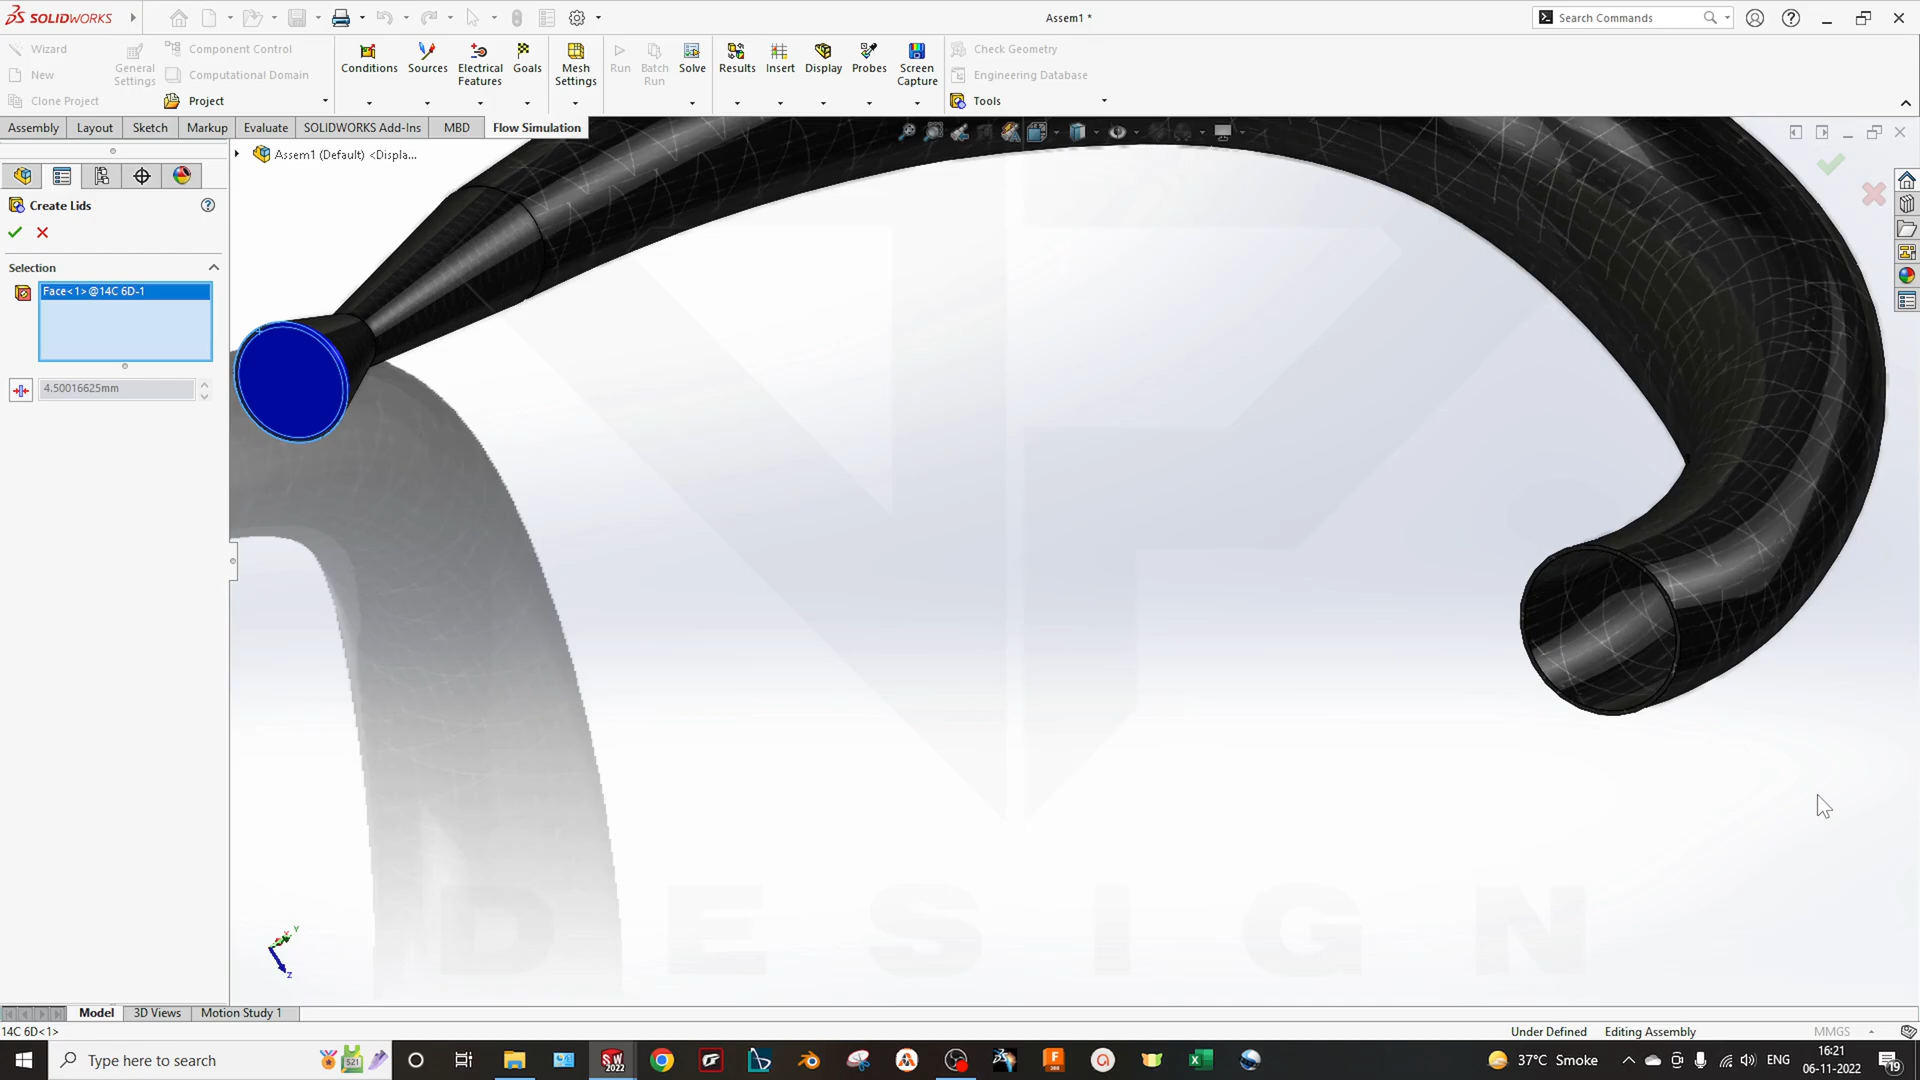 SOLIDWORKS
Assem1 *
Search Commands
Wizard
New
Clone Project
General Settings
Component Control
Computational Domain
Project
Conditions
Sources
Electrical Features
Goals
Mesh Settings
Run
Batch Run
Solve
Results
Insert
Display
Probes
Screen Capture
Check Geometry
Engineering Database
Tools
Assembly
Layout
Sketch
Markup
Evaluate
SOLIDWORKS Add-Ins
MBD
Flow Simulation
Assem1 (Default) <Displa...
Create Lids
Selection
Face<1>@14C 6D-1
4.50016625mm
D E S I G N
Y
Z
Model
3D Views
Motion Study 1
14C 6D<1>
Under Defined
Editing Assembly
MMGS
Type here to search
37°C Smoke
ENG
16:21
06-11-2022
19